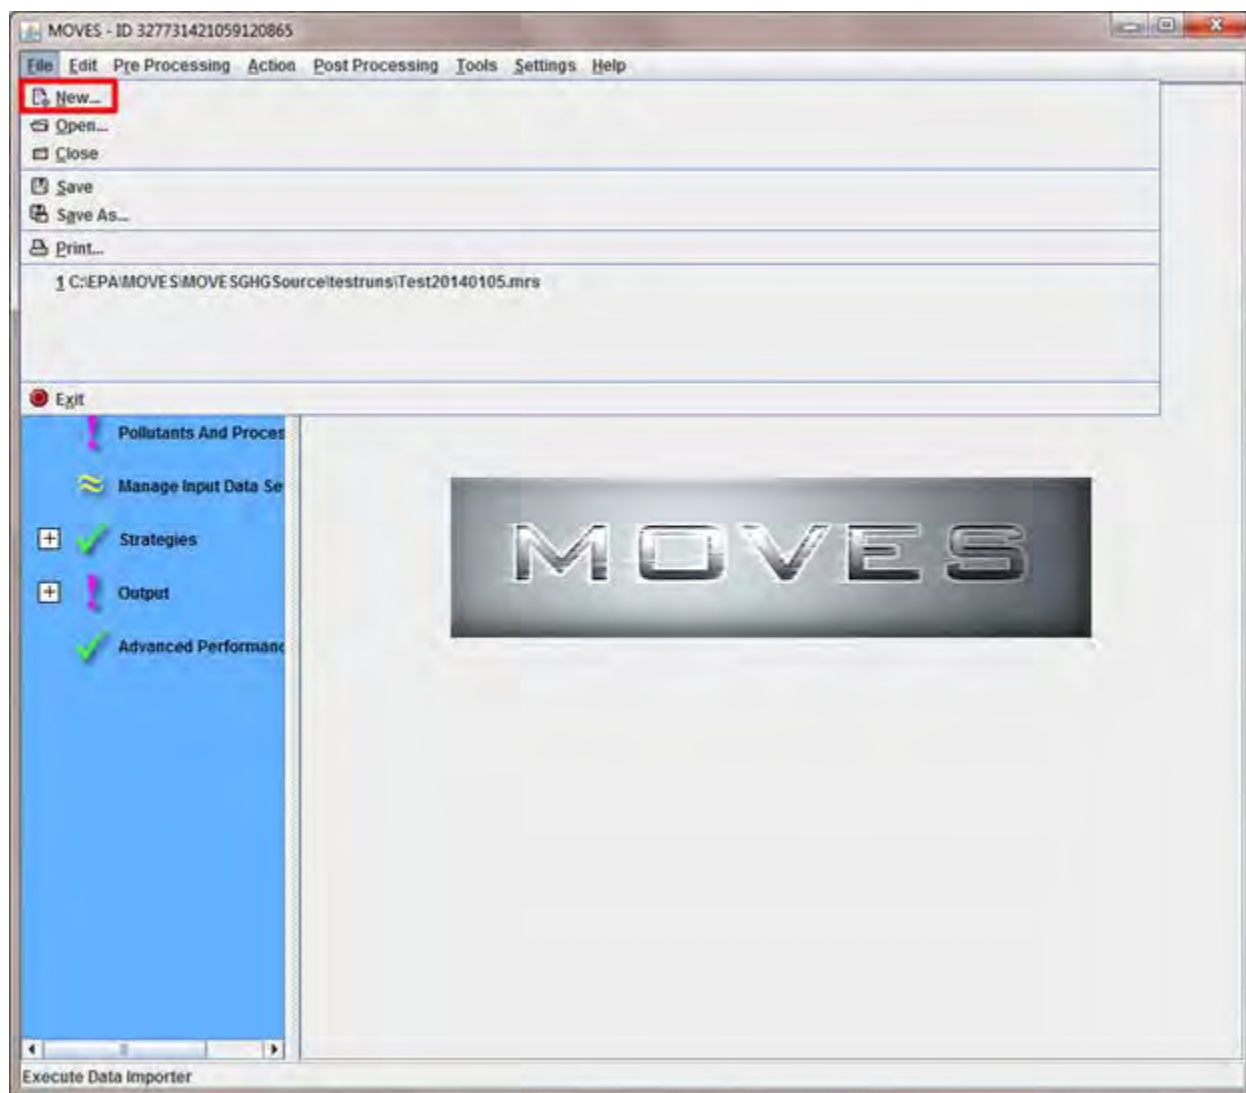 MOVES - ID 327731421059120865
File Edit Pre Processing Action Post Processing Tools Settings Help
New...
Open...
Close
Save
Save As...
Print...
1 C:\EPA\MOVES\MOVESGHGSource\testruns\Test20140105.mrs
Exit
Pollutants And Proces
Manage Input Data Se
Strategies
Output
Advanced Performanc
MOVES
Execute Data Importer